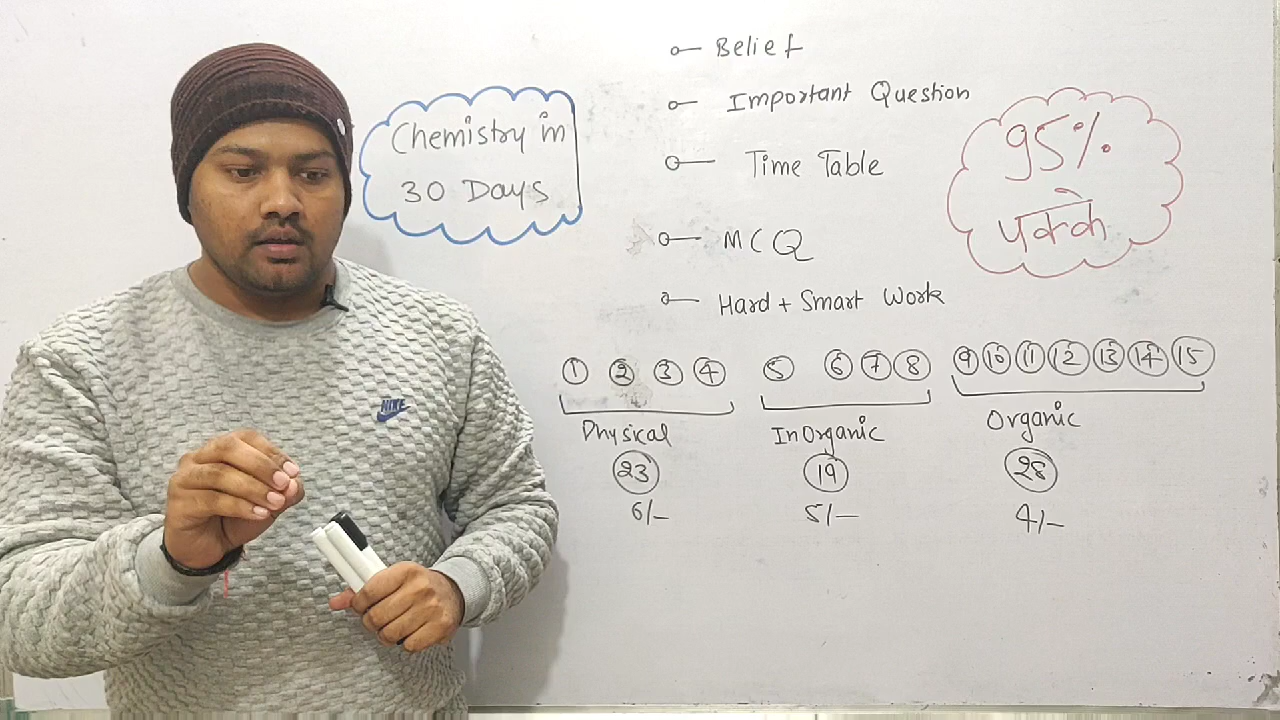 Chemistry in
30 Days
Belief
Important Question
Time Table
MCQ
Hard + Smart Work
95%
पक्के
1 2 3 4
Physical
23
6/-
5 6 7 8
InOrganic
19
5/-
9 10 11 12 13 14 15
Organic
28
4/-
NIKE